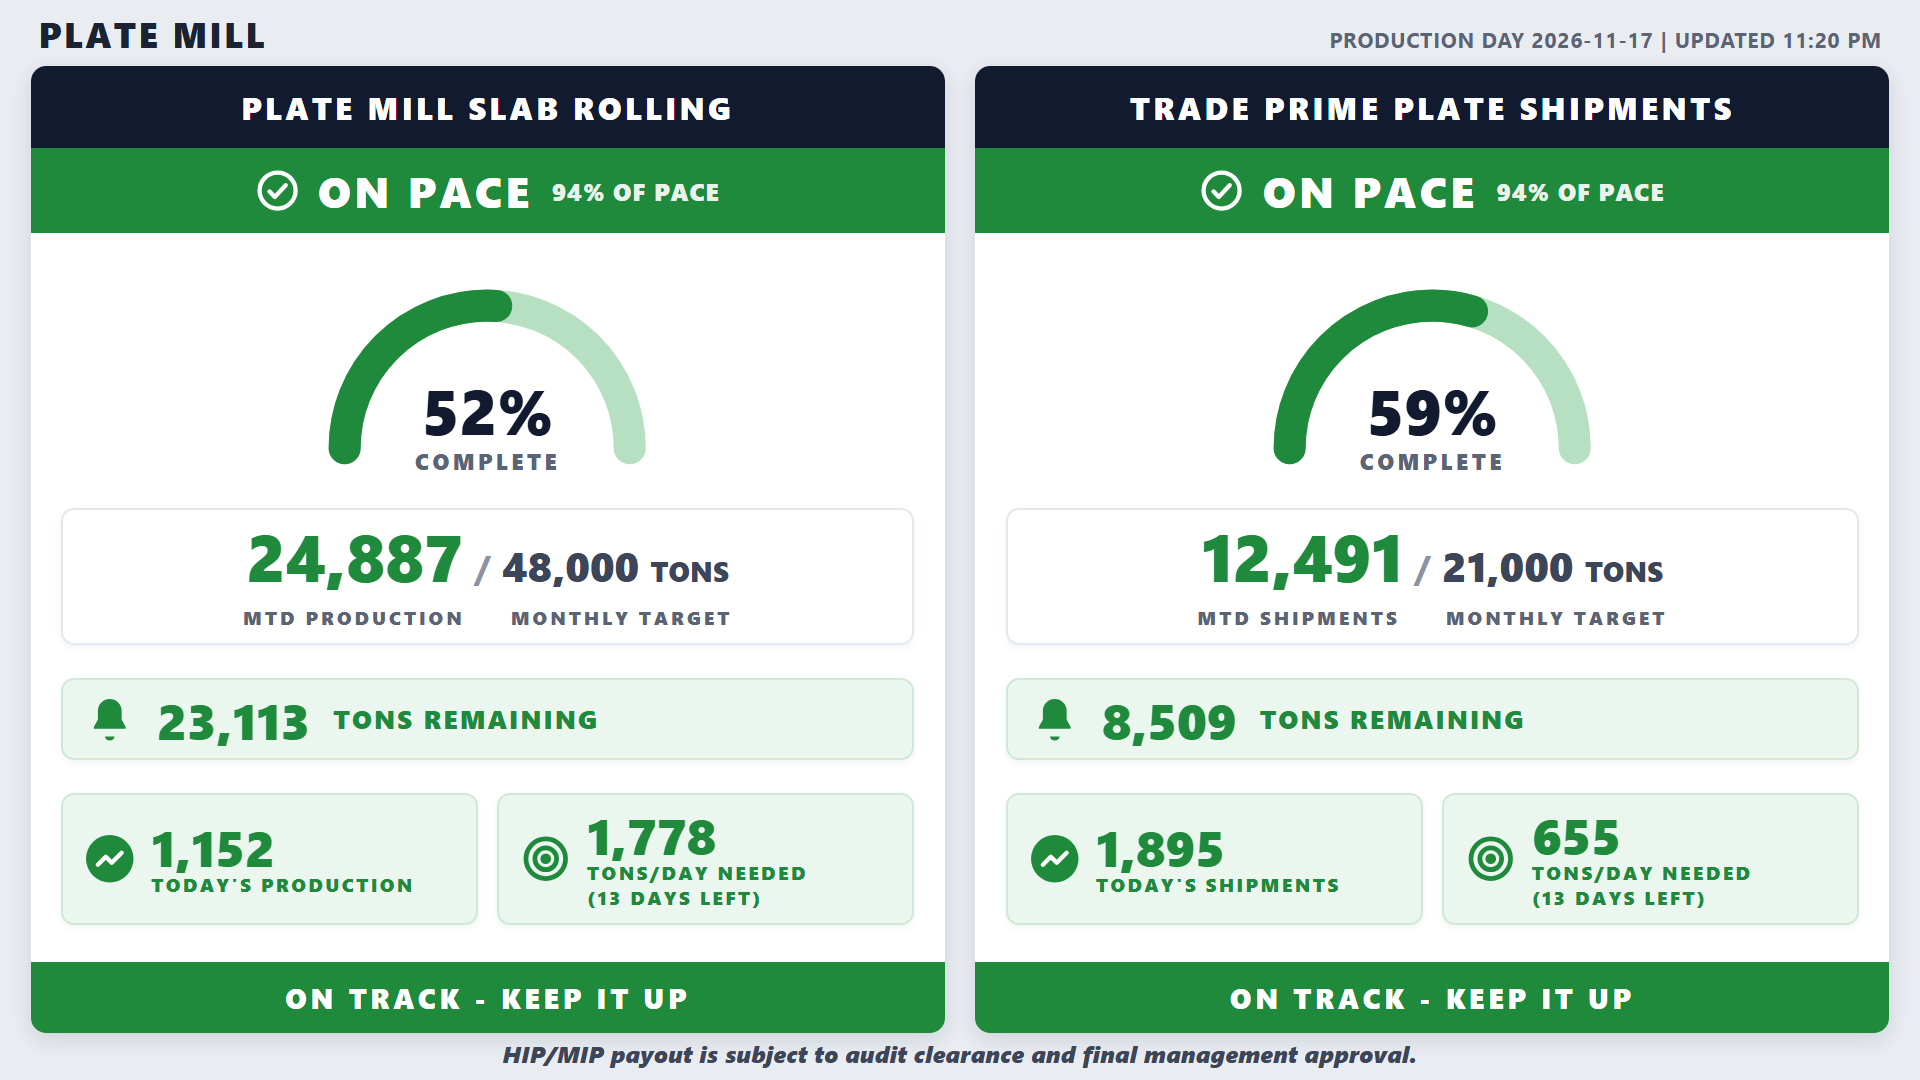 PLATE MILL
PRODUCTION DAY 2026-11-17 | UPDATED 11:20 PM
PLATE MILL SLAB ROLLING
ON PACE 94% OF PACE
52%
COMPLETE
24,887 / 48,000 TONS
MTD PRODUCTION MONTHLY TARGET
23,113 TONS REMAINING
1,152
TODAY'S PRODUCTION
1,778
TONS/DAY NEEDED
(13 DAYS LEFT)
ON TRACK - KEEP IT UP
TRADE PRIME PLATE SHIPMENTS
ON PACE 94% OF PACE
59%
COMPLETE
12,491 / 21,000 TONS
MTD SHIPMENTS MONTHLY TARGET
8,509 TONS REMAINING
1,895
TODAY'S SHIPMENTS
655
TONS/DAY NEEDED
(13 DAYS LEFT)
ON TRACK - KEEP IT UP
HIP/MIP payout is subject to audit clearance and final management approval.